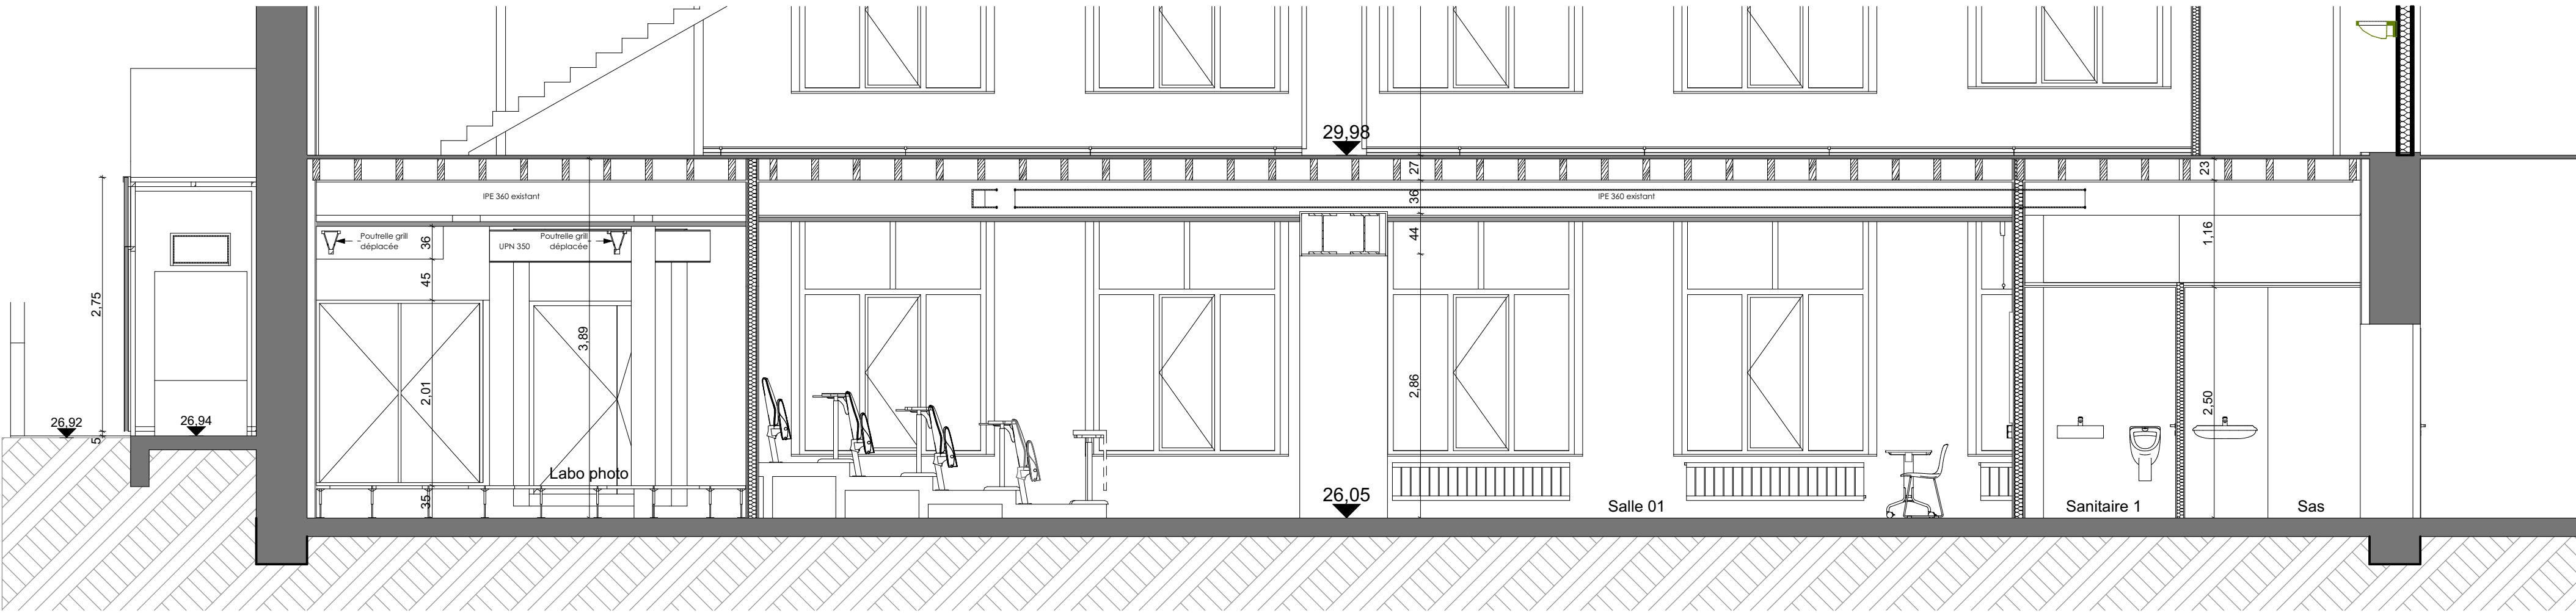 29,98
27
23
IPE 360 existant
IPE 360 existant
36
Poutrelle grill
déplacée
36
UPN 350
Poutrelle grill
déplacée
44
1,16
45
2,75
3,89
2,01
2,86
2,50
26,92
26,94
5
Labo photo
35
26,05
Salle 01
Sanitaire 1
Sas